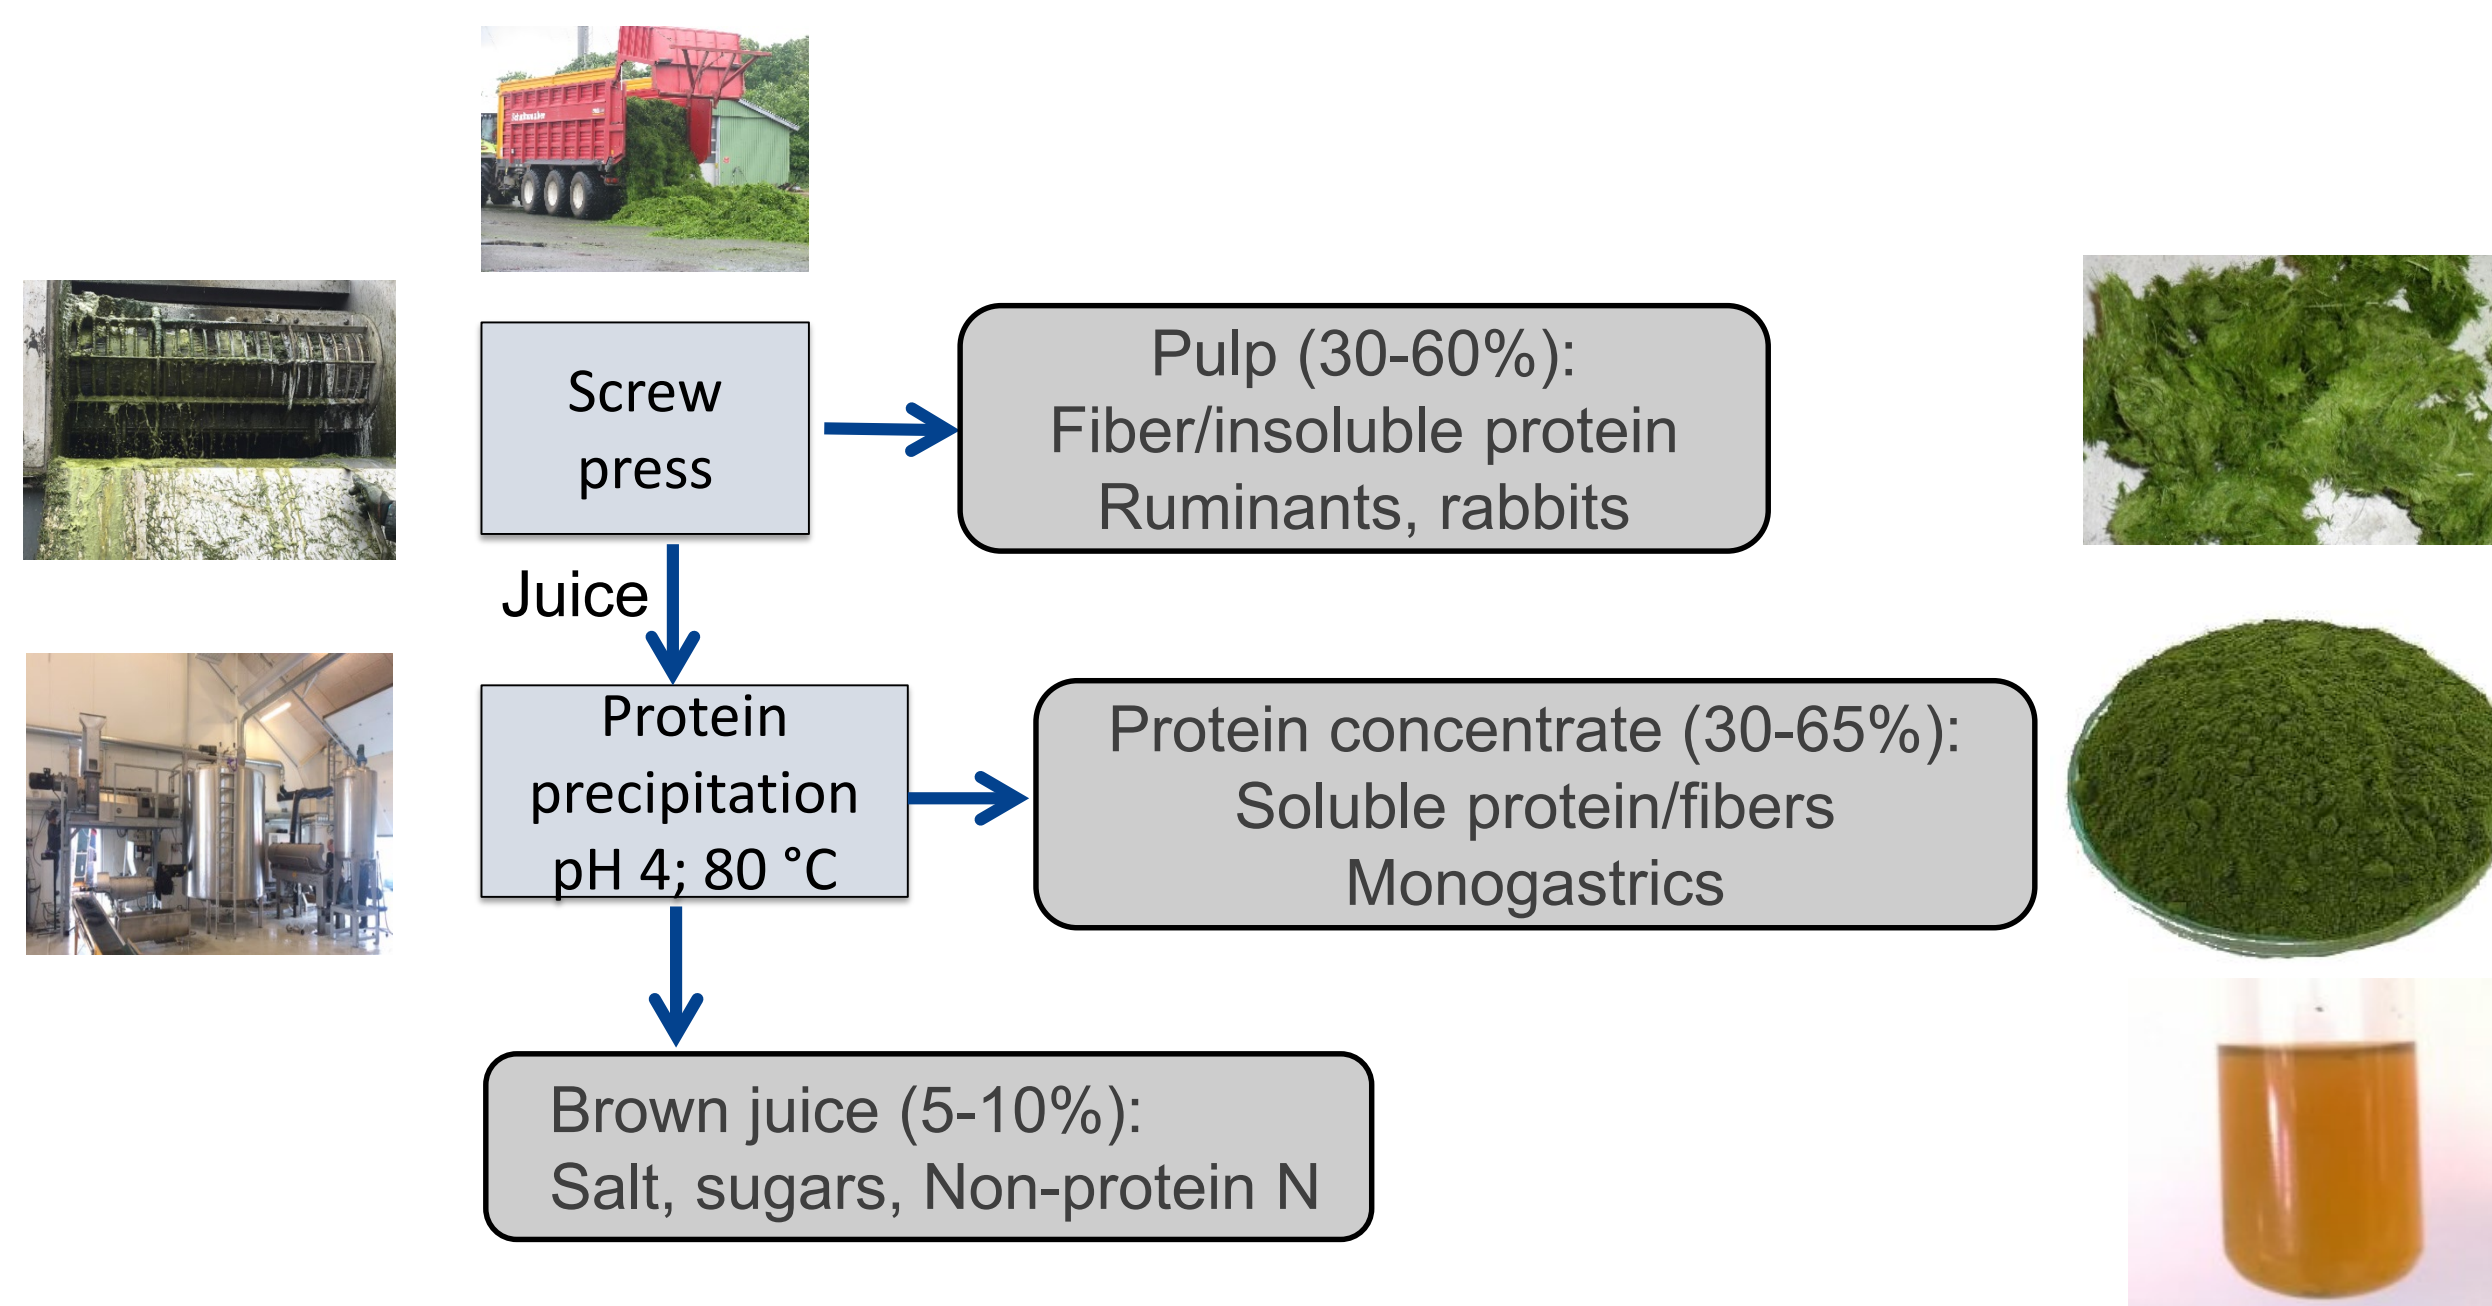 Screw
press
Pulp (30-60%):
Fiber/insoluble protein
Ruminants, rabbits
Juice
Protein
precipitation
pH 4; 80 °C
Protein concentrate (30-65%):
Soluble protein/fibers
Monogastrics
Brown juice (5-10%):
Salt, sugars, Non-protein N